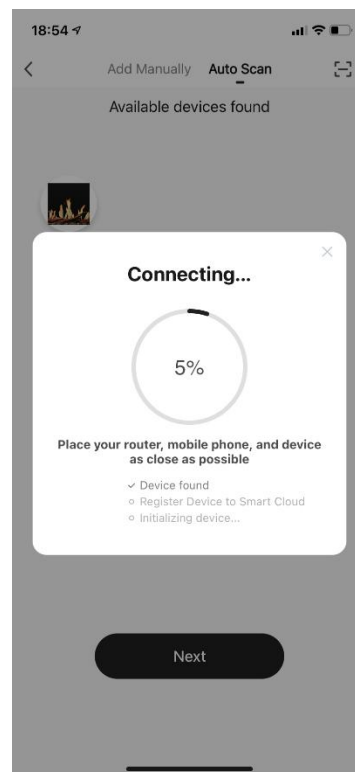 18:54
Add Manually Auto Scan
Available devices found
Connecting...
5%
Place your router, mobile phone, and device
as close as possible
Device found
Register Device to Smart Cloud
Initializing device...
Next